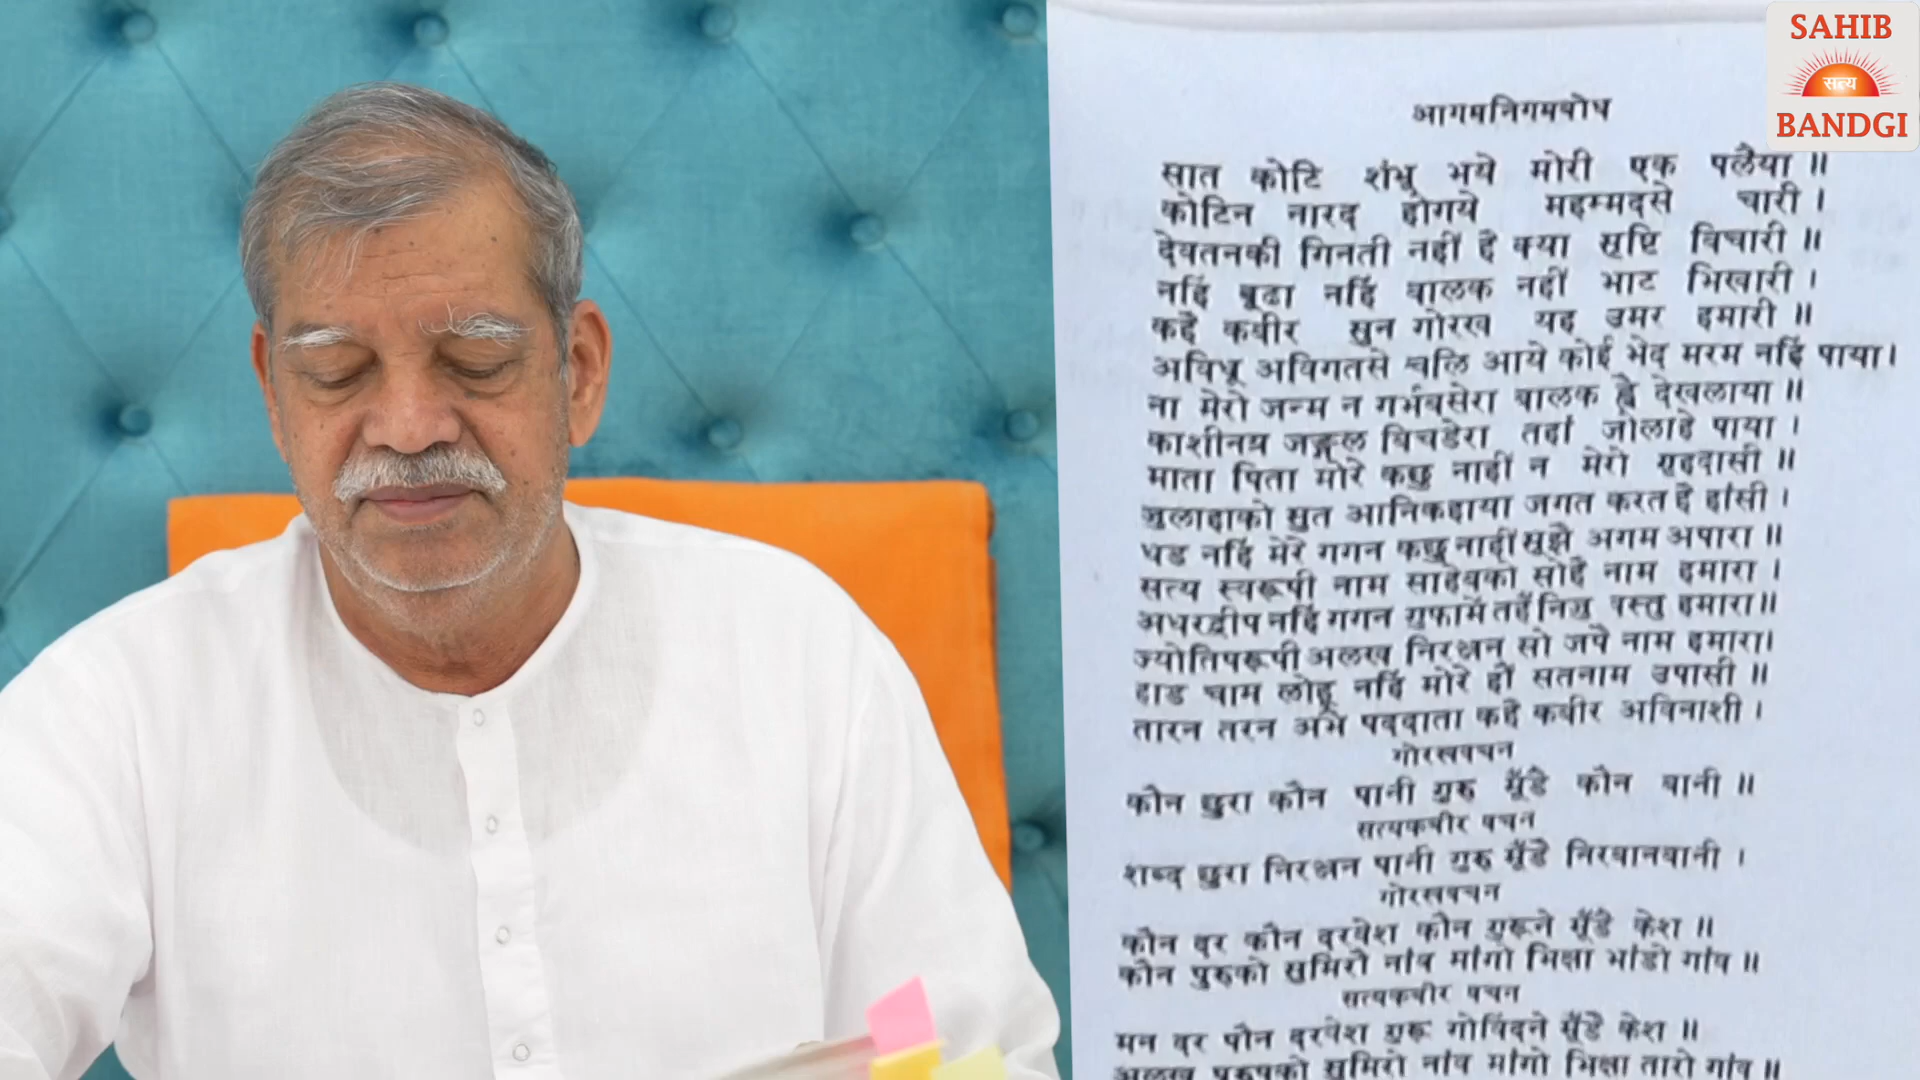 SAHIB
सत्य
BANDGI
आगमनिगमबोध
सात कोटि शंभू भये मोरी एक पलैया ॥
कोटिन नारद होगये महम्मदसे चारी ।
देवतनकी गिनती नहीं है क्या सृष्टि विचारी ॥
नहिं बूढा नहिं बालक नहीं भाट भिखारी ।
कहै कबीर सुन गोरख यह उमर हमारी ॥
अविधू अविगतसे चलि आये कोई भेद मरम नहिं पाया।
ना मेरो जन्म न गर्भबसेरा बालक ह्वै देखलाया ॥
काशीनग्र जङ्गल बिचडेरा तहां जोलाहे पाया ।
माता पिता मोरे कछु नाहीं न मेरो गृहदासी ॥
जुलाहाको सुत आनिकहाया जगत करत है हांसी ।
धड नहिं मेरे गगन कछु नाहीं सूझै अगम अपारा ॥
सत्य स्वरूपी नाम साहेबको सोहै नाम हमारा ।
अधरद्वीप नहिं गगन गुफामें तहँ निजु वस्तु हमारा॥
ज्योतिपरूपी अलख निरञ्जन सो जपै नाम हमारा।
हाड चाम लोहू नहिं मोरे हौं सतनाम उपासी ॥
तारन तरन अभै पददाता कहै कबीर अविनाशी ।
गोरखवचन
कौन छुरा कौन पानी गुरु मूँडै कौन बानी ॥
सत्यकबीर वचन
शब्द छुरा निरञ्जन पानी गुरु मूँडै निरवानबानी ।
गोरखवचन
कौन दर कौन दरवेश कौन गुरूने मूँडे केश ॥
कौन पुरुको सुमिरौ नांव मांगो भिक्षा भांडो गांव ॥
सत्यकबीर वचन
मन दर पौन दरवेश गुरू गोविंदने मूँडे केश ॥
अलख पुरुषको सुमिरो नांव मांगो भिक्षा तारो गांव ॥